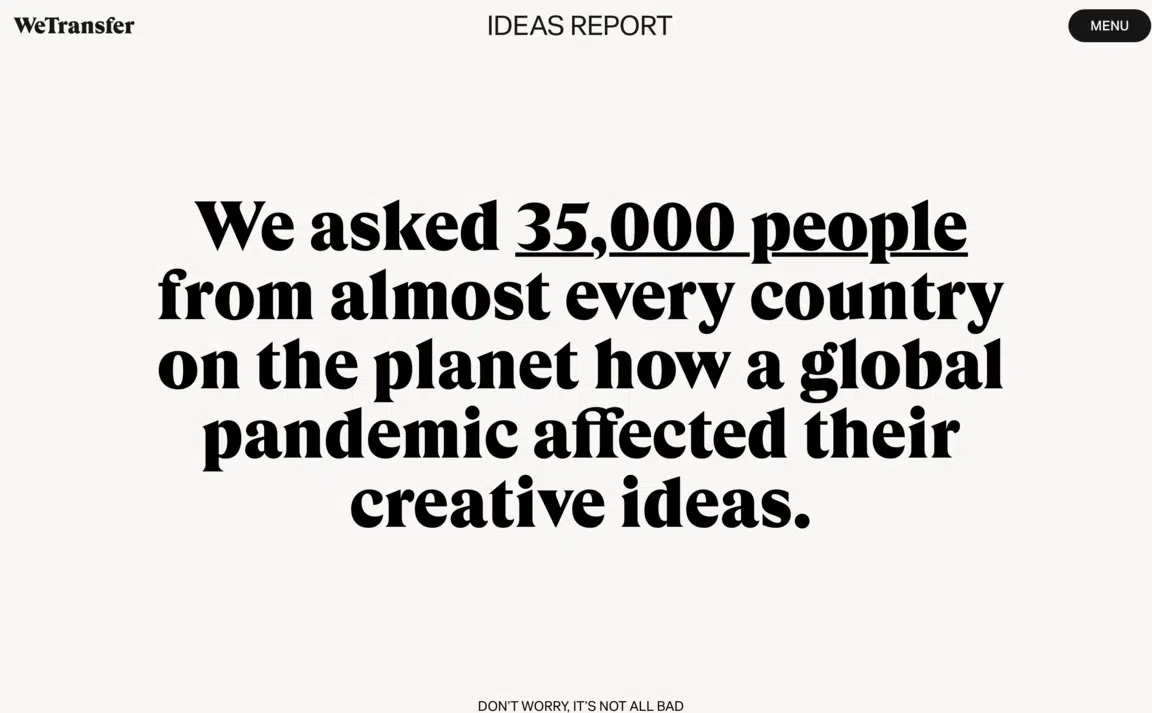 WeTransfer
IDEAS REPORT
MENU
We asked 35,000 people
from almost every country
on the planet how a global
pandemic affected their
creative ideas.
DON'T WORRY, IT'S NOT ALL BAD